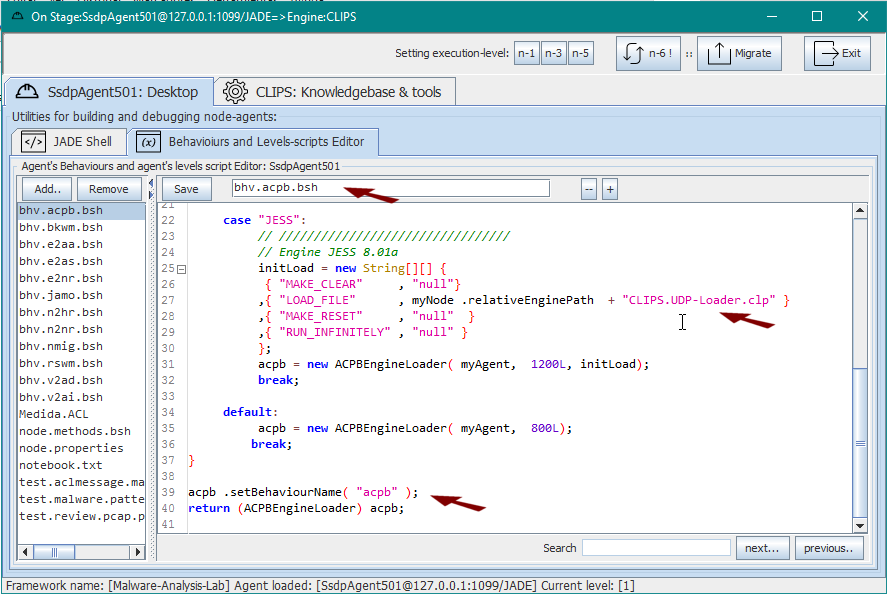 On Stage:SsdpAgent501@127.0.0.1:1099/JADE=>Engine:CLIPS
Setting execution-level: n-1 n-3 n-5 n-6 ! :: Migrate Exit
SsdpAgent501: Desktop CLIPS: Knowledgebase & tools
Utilities for building and debugging node-agents:
</> JADE Shell (x) Behaviours and Levels-scripts Editor
Agent's Behaviours and agent's levels script Editor: SsdpAgent501
Add.. Remove Save bhv.acpb.bsh -- +
bhv.acpb.bsh
bhv.bkwm.bsh
bhv.e2aa.bsh
bhv.e2as.bsh
bhv.e2nr.bsh
bhv.jamo.bsh
bhv.n2hr.bsh
bhv.n2nr.bsh
bhv.nmig.bsh
bhv.rswm.bsh
bhv.v2ad.bsh
bhv.v2ai.bsh
Medida.ACL
node.methods.bsh
node.properties
notebook.txt
test.aclmessage.ma
test.malware.patte
test.review.pcap.p
21
22 case "JESS":
23 // /////////////////////////////////
24 // Engine JESS 8.01a
25 initLoad = new String[][] {
26 { "MAKE_CLEAR" , "null"}
27 ,{ "LOAD_FILE" , myNode .relativeEnginePath + "CLIPS.UDP-Loader.clp" }
28 ,{ "MAKE_RESET" , "null" }
29 ,{ "RUN_INFINITELY" , "null" }
30 };
31 acpb = new ACPBEngineLoader( myAgent, 1200L, initLoad);
32 break;
33
34 default:
35 acpb = new ACPBEngineLoader( myAgent, 800L);
36 break;
37 }
38
39 acpb .setBehaviourName( "acpb" );
40 return (ACPBEngineLoader) acpb;
41
Search next... previous..
Framework name: [Malware-Analysis-Lab] Agent loaded: [SsdpAgent501@127.0.0.1:1099/JADE] Current level: [1]